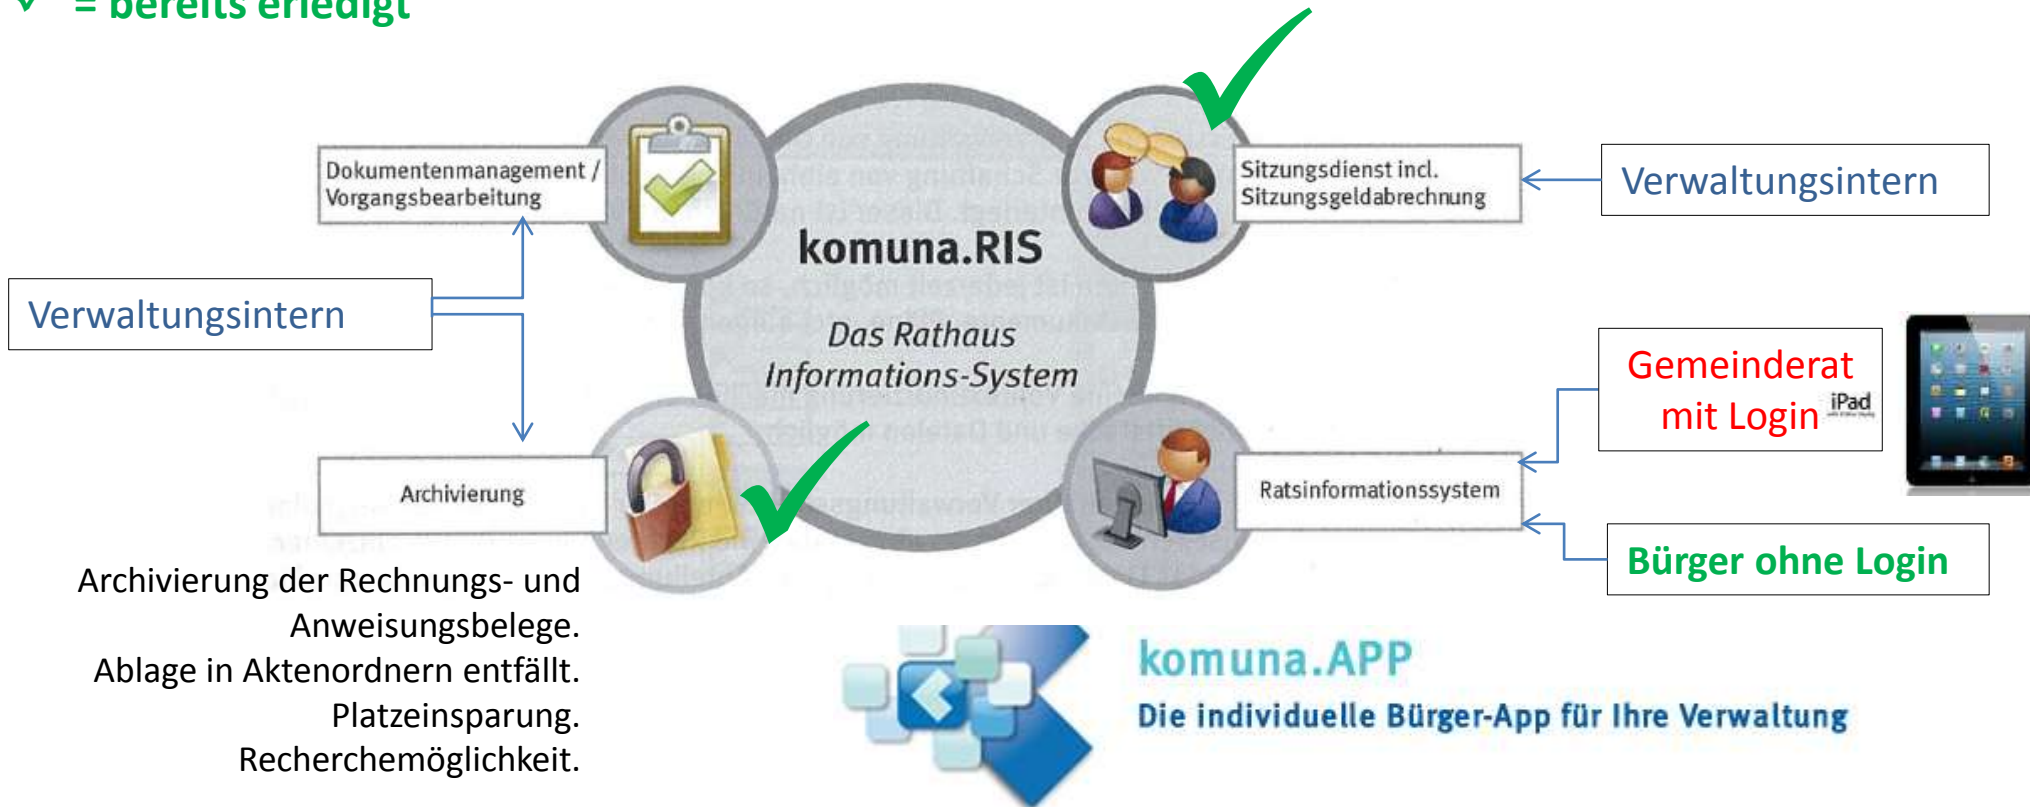 = bereits erledigt
Dokumentenmanagement /
Vorgangsbearbeitung
Sitzungsdienst incl.
Sitzungsgeldabrechnung
Verwaltungsintern
komuna.RIS
Das Rathaus
Informations-System
Verwaltungsintern
Gemeinderat
mit Login
iPad
Archivierung
Ratsinformationssystem
Bürger ohne Login
Archivierung der Rechnungs- und
Anweisungsbelege.
Ablage in Aktenordnern entfällt.
Platzeinsparung.
Recherchemöglichkeit.
komuna.APP
Die individuelle Bürger-App für Ihre Verwaltung